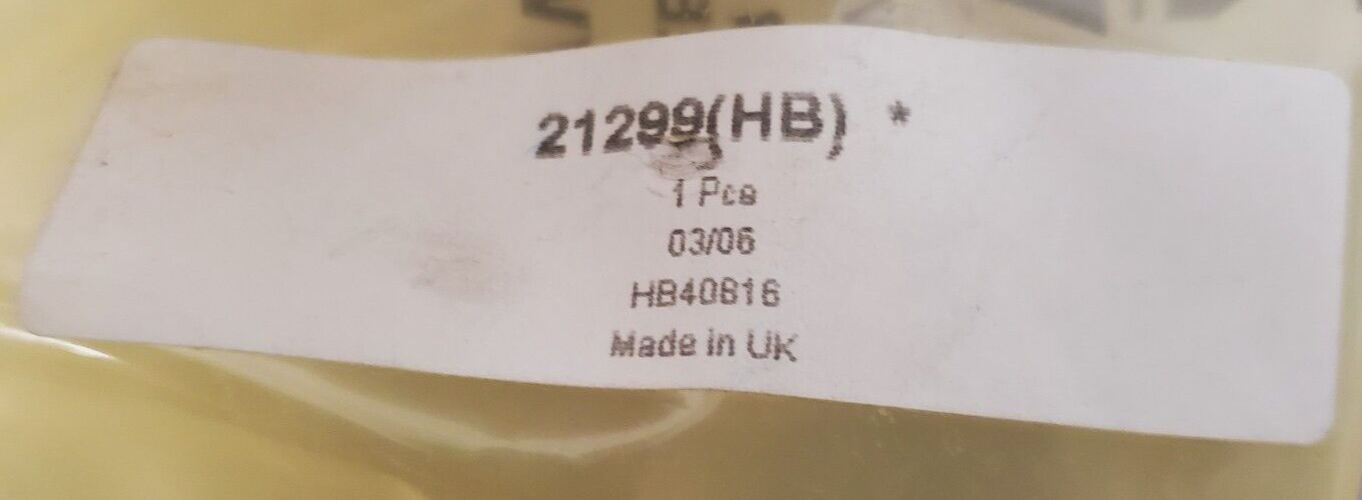 21299(HB) *
1 Pcs
03/06
HB40816
Made in UK